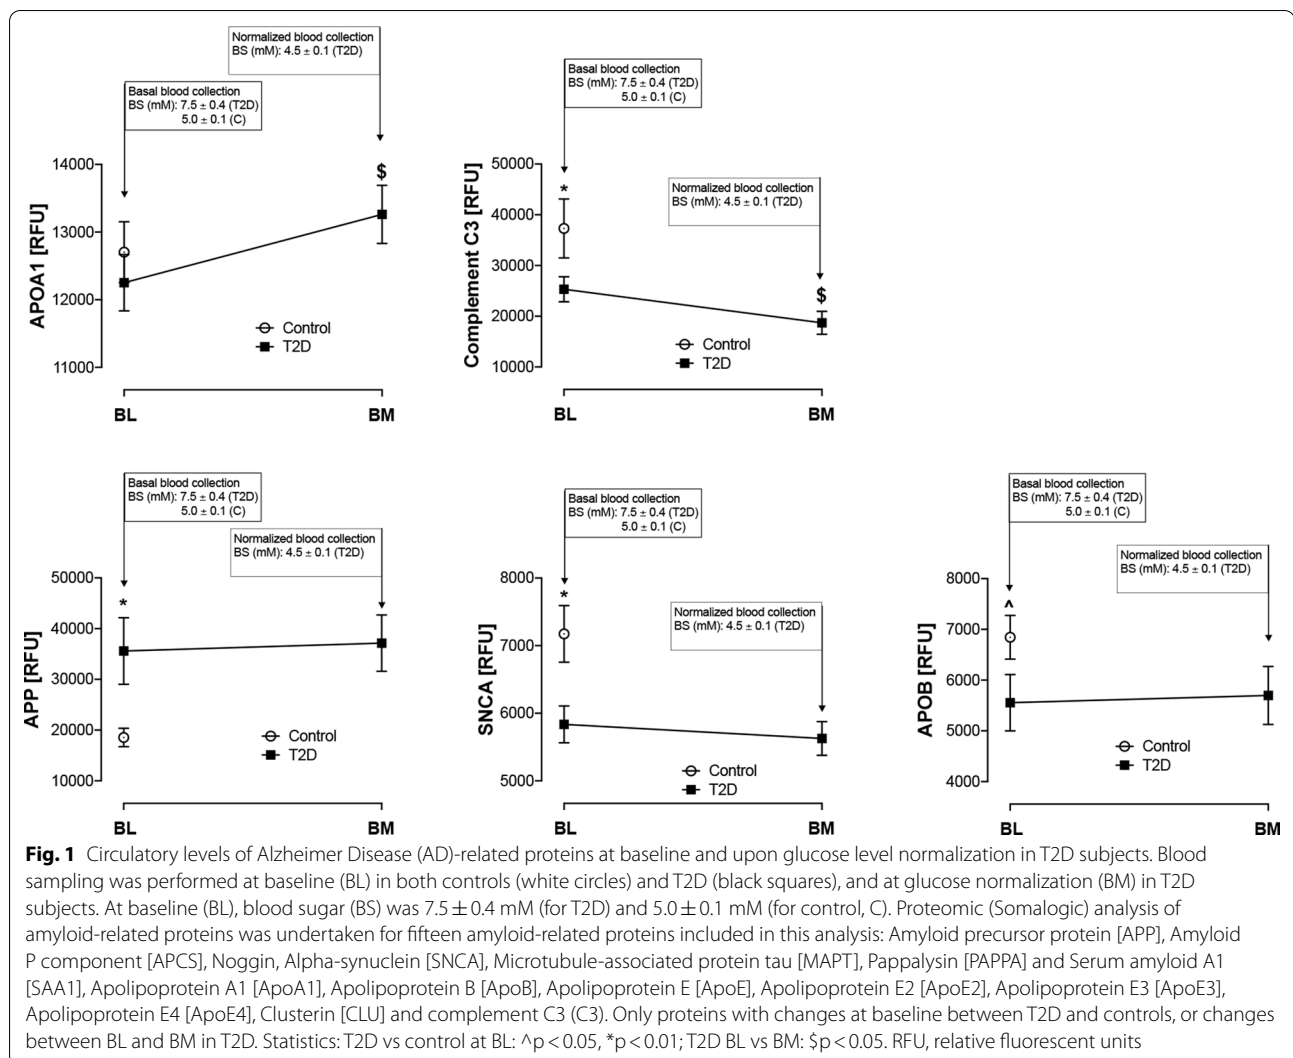 Normalized blood collection
BS (mM): 4.5 ± 0.1 (T2D)
Basal blood collection
BS (mM): 7.5 ± 0.4 (T2D)
5.0 ± 0.1 (C)
APOA1 [RFU]
14000
13000
12000
11000
$
Control
T2D
BL
BM
Basal blood collection
BS (mM): 7.5 ± 0.4 (T2D)
5.0 ± 0.1 (C)
Normalized blood collection
BS (mM): 4.5 ± 0.1 (T2D)
Complement C3 [RFU]
50000
40000
30000
20000
10000
*
$
Control
T2D
BL
BM
Basal blood collection
BS (mM): 7.5 ± 0.4 (T2D)
5.0 ± 0.1 (C)
Normalized blood collection
BS (mM): 4.5 ± 0.1 (T2D)
APP [RFU]
50000
40000
30000
20000
10000
*
Control
T2D
BL
BM
Basal blood collection
BS (mM): 7.5 ± 0.4 (T2D)
5.0 ± 0.1 (C)
Normalized blood collection
BS (mM): 4.5 ± 0.1 (T2D)
SNCA [RFU]
8000
7000
6000
5000
*
Control
T2D
BL
BM
Basal blood collection
BS (mM): 7.5 ± 0.4 (T2D)
5.0 ± 0.1 (C)
Normalized blood collection
BS (mM): 4.5 ± 0.1 (T2D)
APOB [RFU]
8000
7000
6000
5000
4000
^
Control
T2D
BL
BM
Fig. 1 Circulatory levels of Alzheimer Disease (AD)-related proteins at baseline and upon glucose level normalization in T2D subjects. Blood
sampling was performed at baseline (BL) in both controls (white circles) and T2D (black squares), and at glucose normalization (BM) in T2D
subjects. At baseline (BL), blood sugar (BS) was 7.5 ± 0.4 mM (for T2D) and 5.0 ± 0.1 mM (for control, C). Proteomic (Somalogic) analysis of
amyloid-related proteins was undertaken for fifteen amyloid-related proteins included in this analysis: Amyloid precursor protein [APP], Amyloid
P component [APCS], Noggin, Alpha-synuclein [SNCA], Microtubule-associated protein tau [MAPT], Pappalysin [PAPPA] and Serum amyloid A1
[SAA1], Apolipoprotein A1 [ApoA1], Apolipoprotein B [ApoB], Apolipoprotein E [ApoE], Apolipoprotein E2 [ApoE2], Apolipoprotein E3 [ApoE3],
Apolipoprotein E4 [ApoE4], Clusterin [CLU] and complement C3 (C3). Only proteins with changes at baseline between T2D and controls, or changes
between BL and BM in T2D. Statistics: T2D vs control at BL: ^p < 0.05, *p < 0.01; T2D BL vs BM: $p < 0.05. RFU, relative fluorescent units